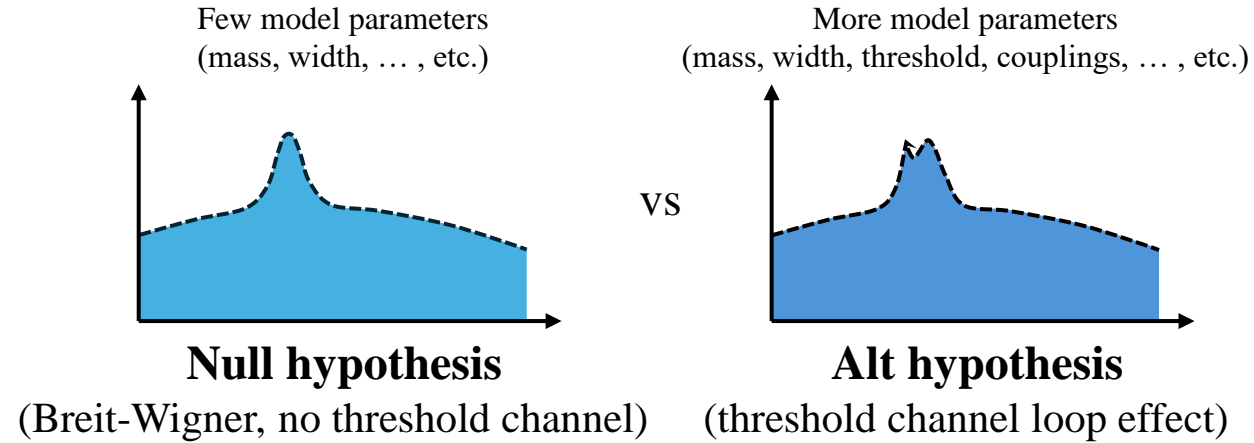 Few model parameters
(mass, width, … , etc.)
More model parameters
(mass, width, threshold, couplings, … , etc.)
vs
Null hypothesis
(Breit-Wigner, no threshold channel)
Alt hypothesis
(threshold channel loop effect)